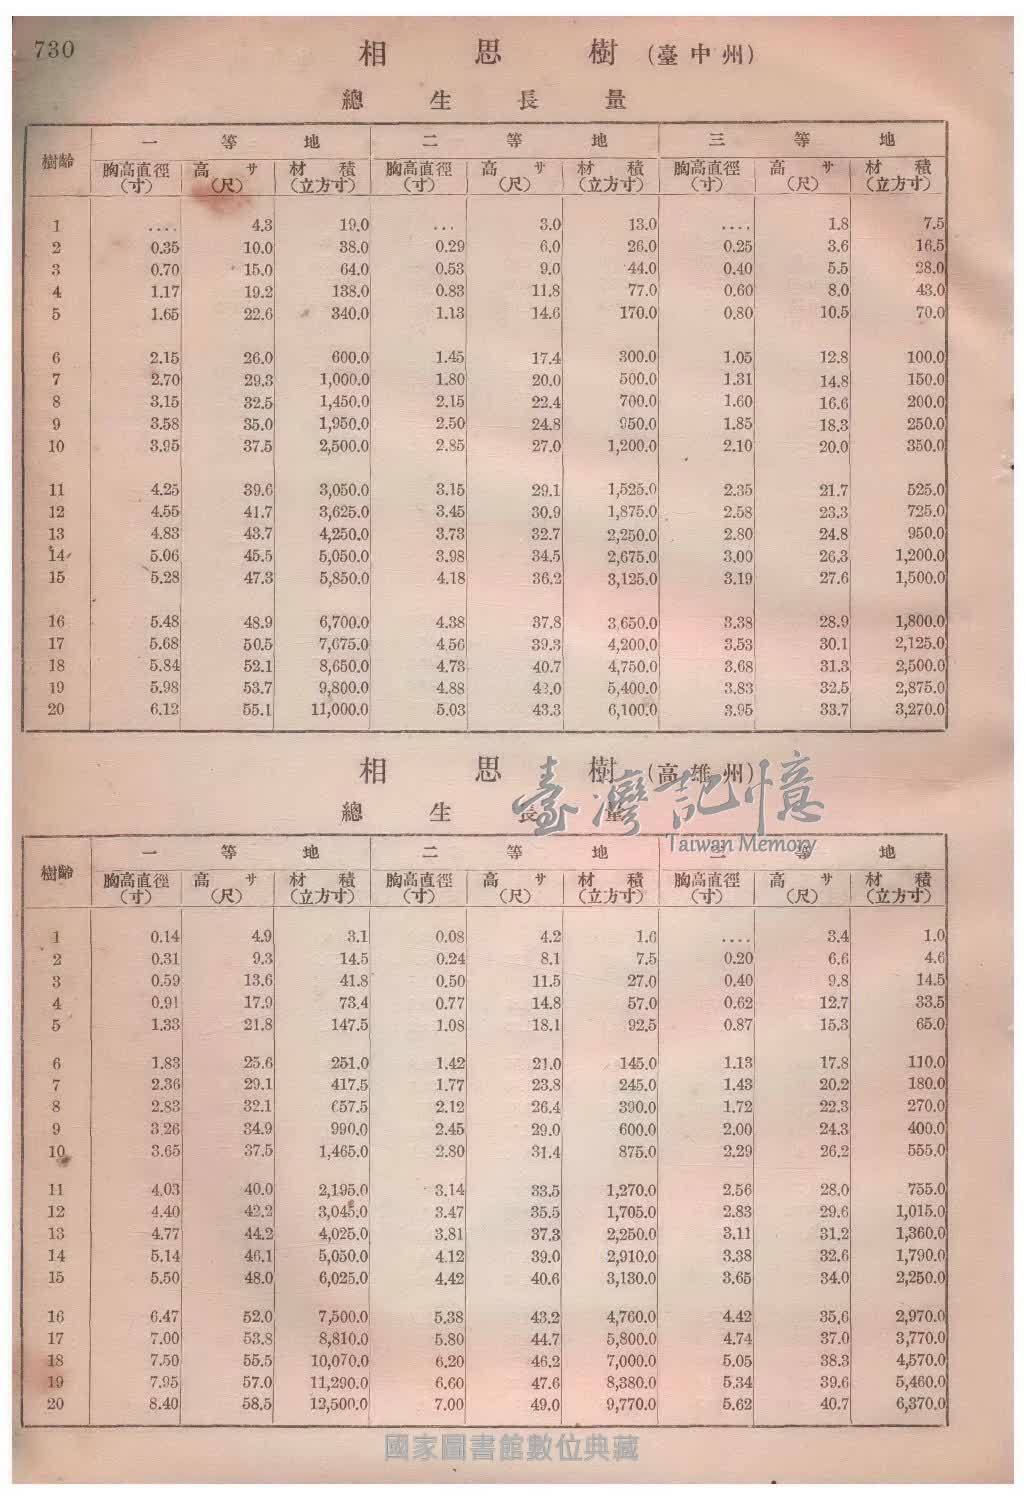 730
相思樹(臺中州)
總生長量
樹齡 一等地 二等地 三等地
胸高直徑(寸) 高サ(尺) 材積(立方寸) 胸高直徑(寸) 高サ(尺) 材積(立方寸) 胸高直徑(寸) 高サ(尺) 材積(立方寸)
1 .... 4.3 19.0 ... 3.0 13.0 .... 1.8 7.5
2 0.35 10.0 38.0 0.29 6.0 26.0 0.25 3.6 16.5
3 0.70 15.0 64.0 0.53 9.0 44.0 0.40 5.5 28.0
4 1.17 19.2 138.0 0.83 11.8 77.0 0.60 8.0 43.0
5 1.65 22.6 340.0 1.13 14.6 170.0 0.80 10.5 70.0
6 2.15 26.0 600.0 1.45 17.4 300.0 1.05 12.8 100.0
7 2.70 29.3 1,000.0 1.80 20.0 500.0 1.31 14.8 150.0
8 3.15 32.5 1,450.0 2.15 22.4 700.0 1.60 16.6 200.0
9 3.58 35.0 1,950.0 2.50 24.8 950.0 1.85 18.3 250.0
10 3.95 37.5 2,500.0 2.85 27.0 1,200.0 2.10 20.0 350.0
11 4.25 39.6 3,050.0 3.15 29.1 1,525.0 2.35 21.7 525.0
12 4.55 41.7 3,625.0 3.45 30.9 1,875.0 2.58 23.3 725.0
13 4.83 43.7 4,250.0 3.73 32.7 2,250.0 2.80 24.8 950.0
14 5.06 45.5 5,050.0 3.98 34.5 2,675.0 3.00 26.3 1,200.0
15 5.28 47.3 5,850.0 4.18 36.2 3,125.0 3.19 27.6 1,500.0
16 5.48 48.9 6,700.0 4.38 37.8 3,650.0 3.38 28.9 1,800.0
17 5.68 50.5 7,675.0 4.56 39.3 4,200.0 3.53 30.1 2,125.0
18 5.84 52.1 8,650.0 4.73 40.7 4,750.0 3.68 31.3 2,500.0
19 5.98 53.7 9,800.0 4.88 42.0 5,400.0 3.83 32.5 2,875.0
20 6.12 55.1 11,000.0 5.03 43.3 6,100.0 3.95 33.7 3,270.0
相思樹(高雄州)
臺灣記憶
總生長量
Taiwan Memory
樹齡 一等地 二等地 三等地
胸高直徑(寸) 高サ(尺) 材積(立方寸) 胸高直徑(寸) 高サ(尺) 材積(立方寸) 胸高直徑(寸) 高サ(尺) 材積(立方寸)
1 0.14 4.9 3.1 0.08 4.2 1.6 .... 3.4 1.0
2 0.31 9.3 14.5 0.24 8.1 7.5 0.20 6.6 4.6
3 0.59 13.6 41.8 0.50 11.5 27.0 0.40 9.8 14.5
4 0.91 17.9 73.4 0.77 14.8 57.0 0.62 12.7 33.5
5 1.33 21.8 147.5 1.08 18.1 92.5 0.87 15.3 65.0
6 1.83 25.6 251.0 1.42 21.0 145.0 1.13 17.8 110.0
7 2.36 29.1 417.5 1.77 23.8 245.0 1.43 20.2 180.0
8 2.83 32.1 657.5 2.12 26.4 390.0 1.72 22.3 270.0
9 3.26 34.9 990.0 2.45 29.0 600.0 2.00 24.3 400.0
10 3.65 37.5 1,465.0 2.80 31.4 875.0 2.29 26.2 555.0
11 4.03 40.0 2,195.0 3.14 33.5 1,270.0 2.56 28.0 755.0
12 4.40 42.2 3,045.0 3.47 35.5 1,705.0 2.83 29.6 1,015.0
13 4.77 44.2 4,025.0 3.81 37.3 2,250.0 3.11 31.2 1,360.0
14 5.14 46.1 5,050.0 4.12 39.0 2,910.0 3.38 32.6 1,790.0
15 5.50 48.0 6,025.0 4.42 40.6 3,130.0 3.65 34.0 2,250.0
16 6.47 52.0 7,500.0 5.38 43.2 4,760.0 4.42 35.6 2,970.0
17 7.00 53.8 8,810.0 5.80 44.7 5,800.0 4.74 37.0 3,770.0
18 7.50 55.5 10,070.0 6.20 46.2 7,000.0 5.05 38.3 4,570.0
19 7.95 57.0 11,290.0 6.60 47.6 8,380.0 5.34 39.6 5,460.0
20 8.40 58.5 12,500.0 7.00 49.0 9,770.0 5.62 40.7 6,370.0
國家圖書館數位典藏